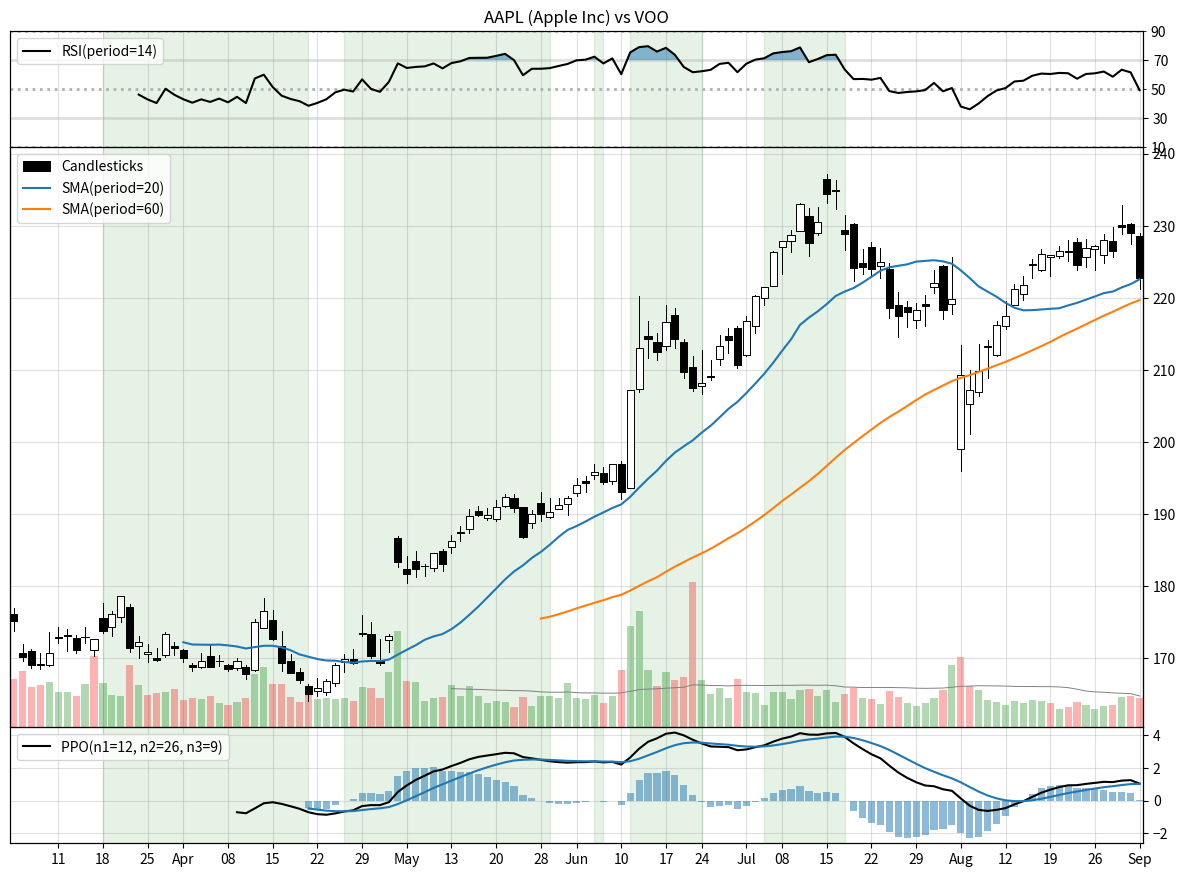 AAPL (Apple Inc) vs VOO
RSI(period=14)
90
70
50
30
10
Candlesticks
SMA(period=20)
SMA(period=60)
240
230
220
210
200
190
180
170
PPO(n1=12, n2=26, n3=9)
4
2
0
−2
11 18 25 Apr 08 15 22 29 May 13 20 28 Jun 10 17 24 Jul 08 15 22 29 Aug 12 19 26 Sep